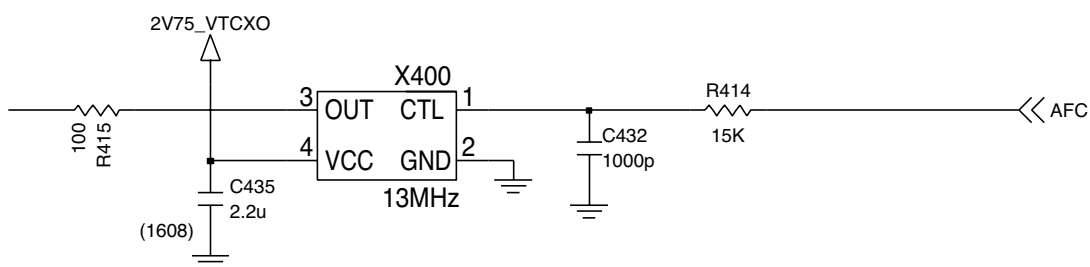 2V75_VTCXO
X400
3 OUT CTL 1
4 VCC GND 2
13MHz
100
R415
C435
2.2u
(1608)
C432
1000p
R414
15K
AFC